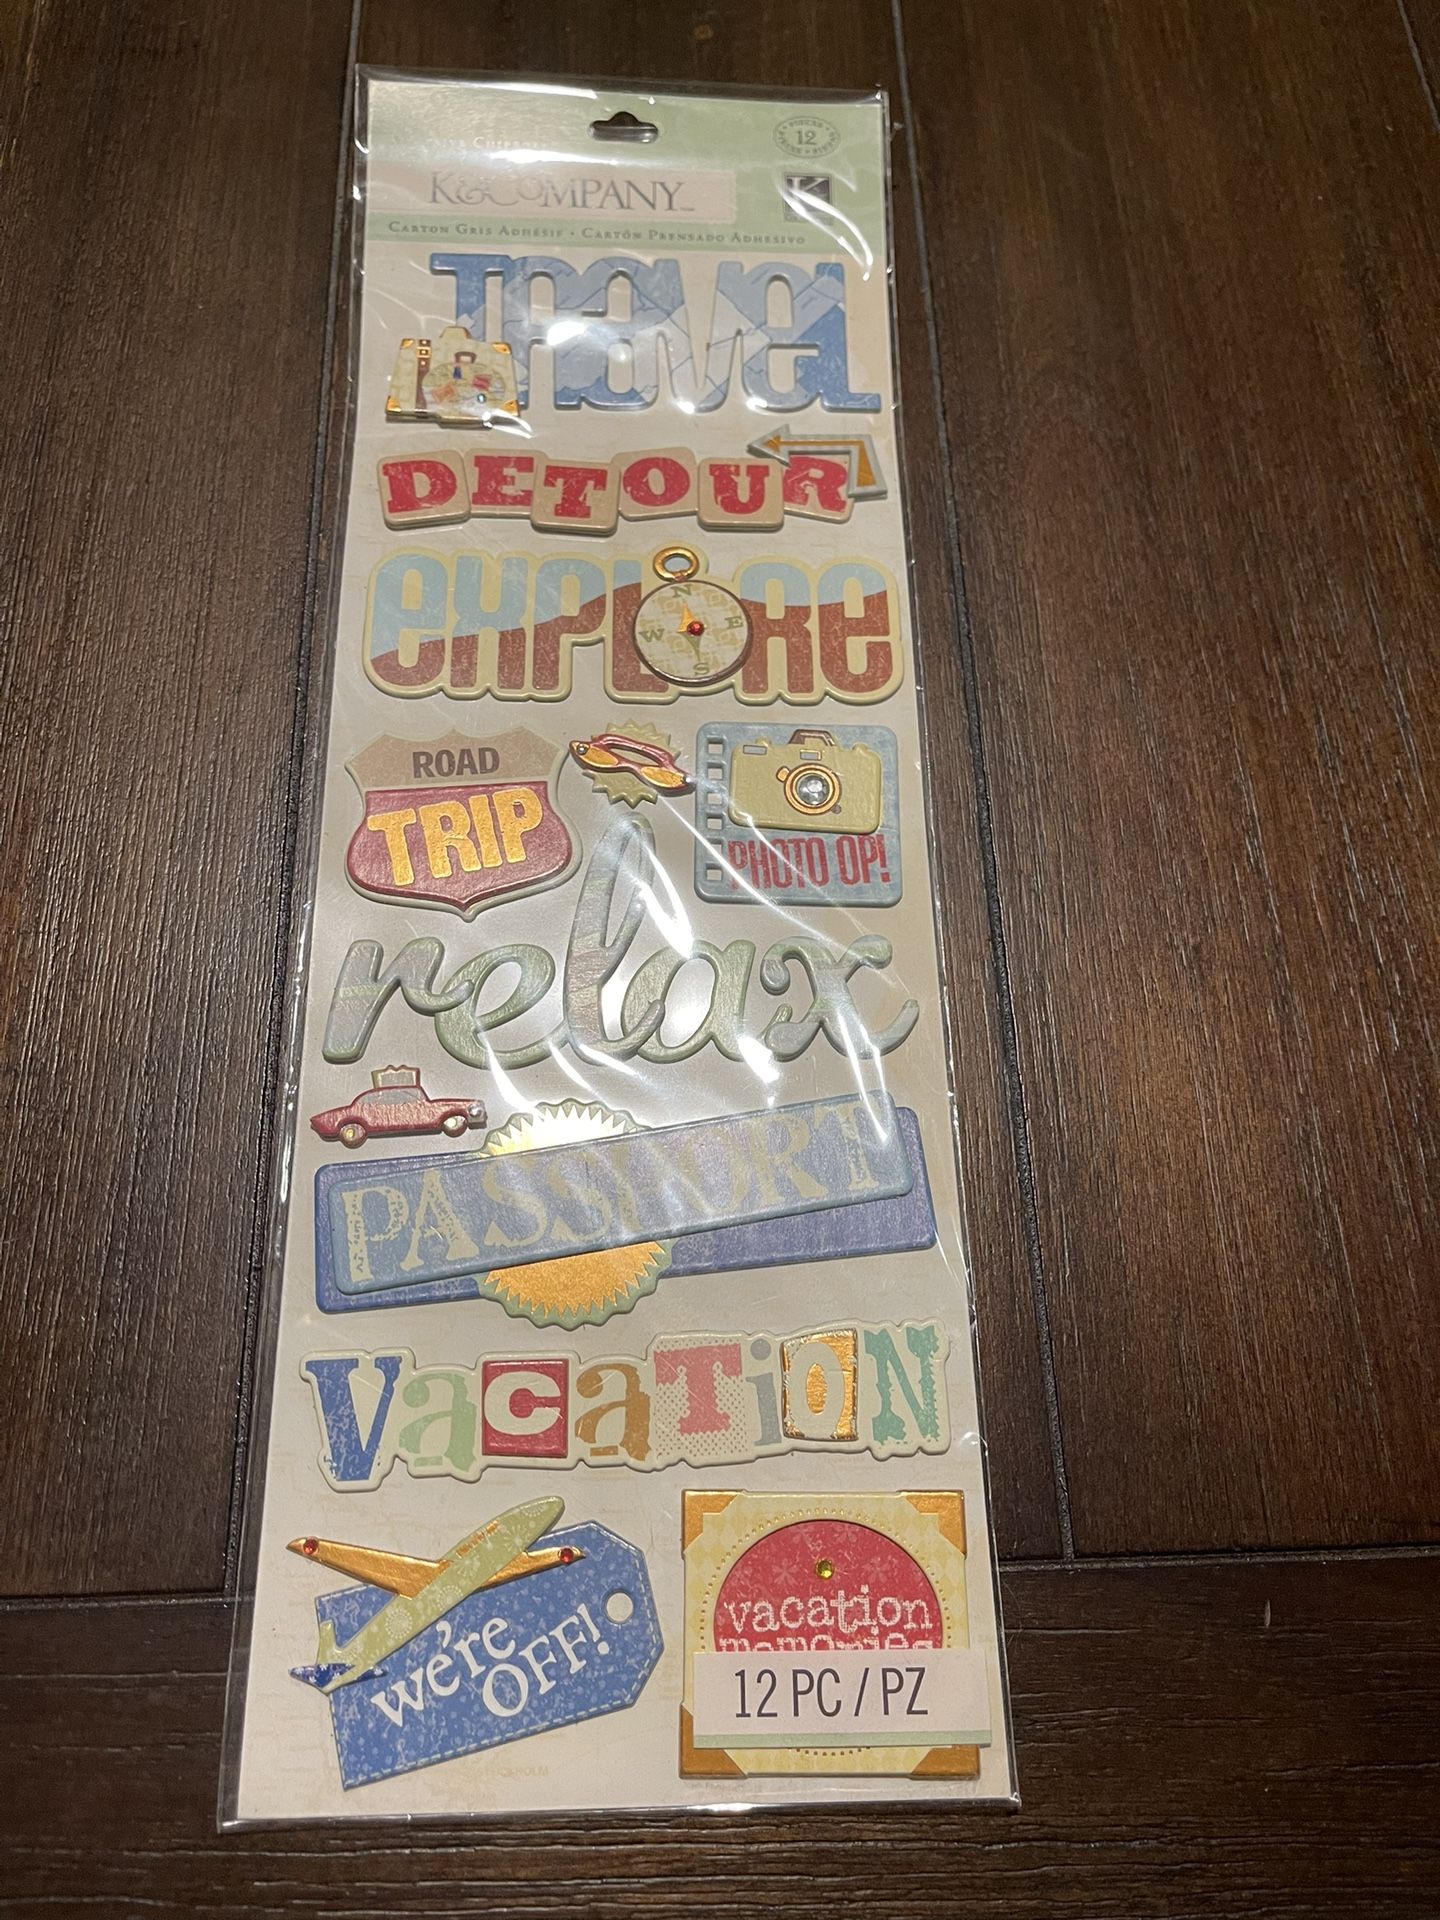 12
K&COMPANY
CARTON GRIS ADHÉSIF • CARTÓN PRENSADO ADHESIVO
TRavel
DETOUR
eXPLORe
N
W E
S
ROAD
TRIP
PHOTO OP!
relax
PASSPORT
VacaTiON
we're
OFF!
vacation
memories
12 PC / PZ